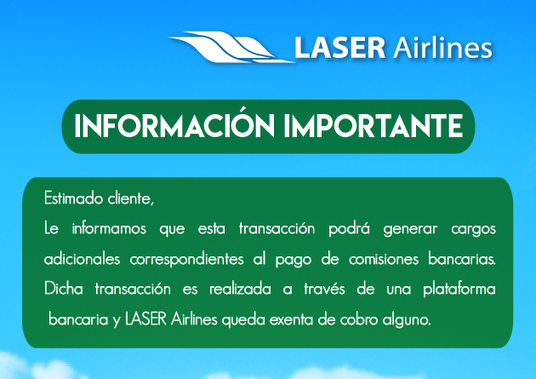 LASER Airlines
INFORMACIÓN IMPORTANTE
Estimado cliente,
Le informamos que esta transacción podrá generar cargos
adicionales correspondientes al pago de comisiones bancarias.
Dicha transacción es realizada a través de una plataforma
bancaria y LASER Airlines queda exenta de cobro alguno.